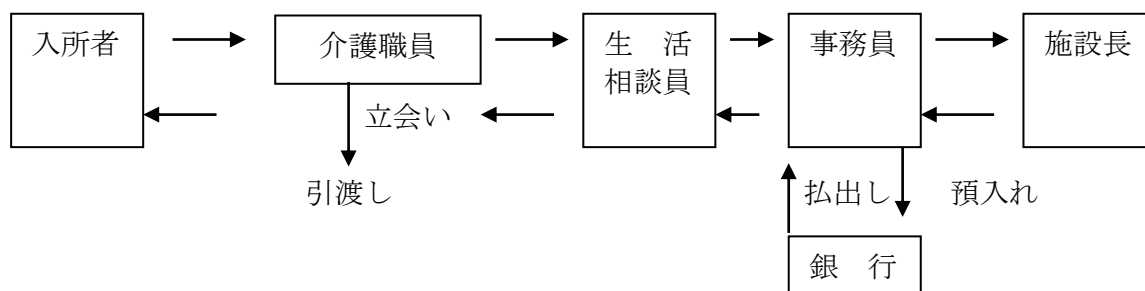 入所者
介護職員
生　活
相談員
事務員
施設長
立会い
引渡し
払出し
預入れ
銀　行